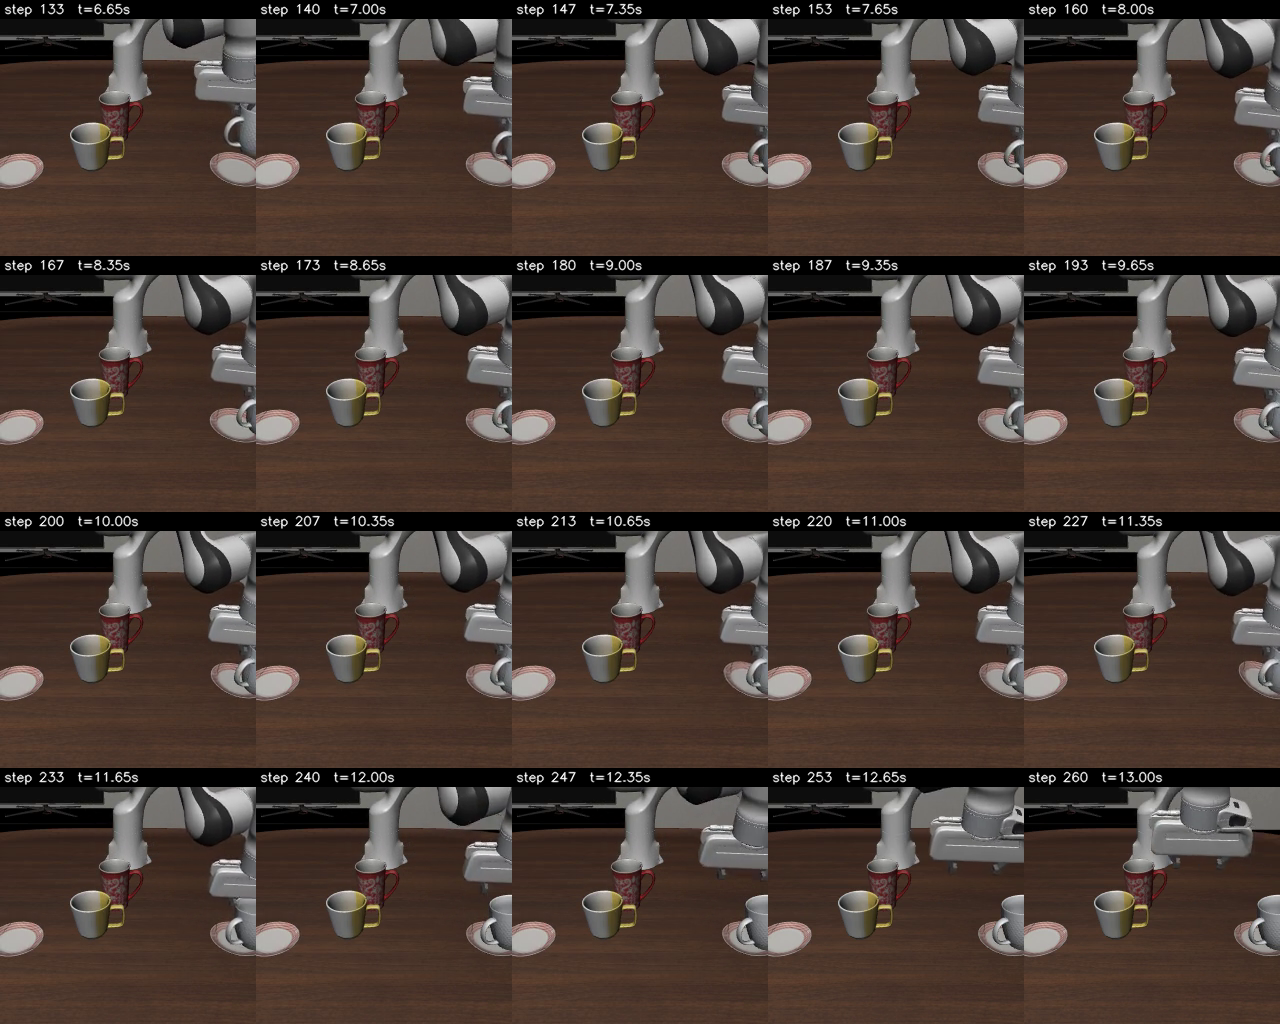 step 133 t=6.65s
step 140 t=7.00s
step 147 t=7.35s
step 153 t=7.65s
step 160 t=8.00s
step 167 t=8.35s
step 173 t=8.65s
step 180 t=9.00s
step 187 t=9.35s
step 193 t=9.65s
step 200 t=10.00s
step 207 t=10.35s
step 213 t=10.65s
step 220 t=11.00s
step 227 t=11.35s
step 233 t=11.65s
step 240 t=12.00s
step 247 t=12.35s
step 253 t=12.65s
step 260 t=13.00s